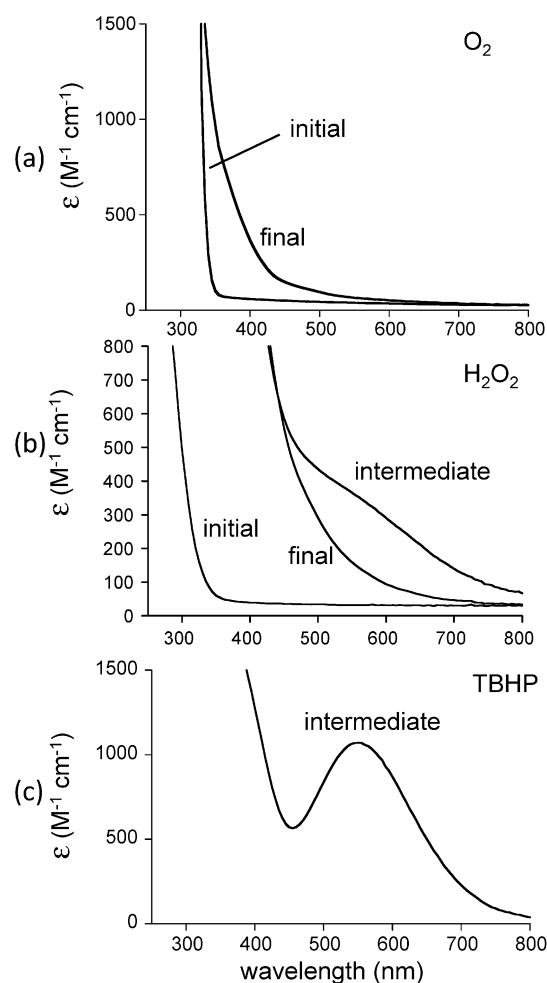 (a)
ε (M⁻¹ cm⁻¹)
1500
1000
500
0
O₂
initial
final
300 400 500 600 700 800
(b)
ε (M⁻¹ cm⁻¹)
800
700
600
500
400
300
200
100
0
H₂O₂
intermediate
initial
final
300 400 500 600 700 800
(c)
ε (M⁻¹ cm⁻¹)
1500
1000
500
0
TBHP
intermediate
300 400 500 600 700 800
wavelength (nm)